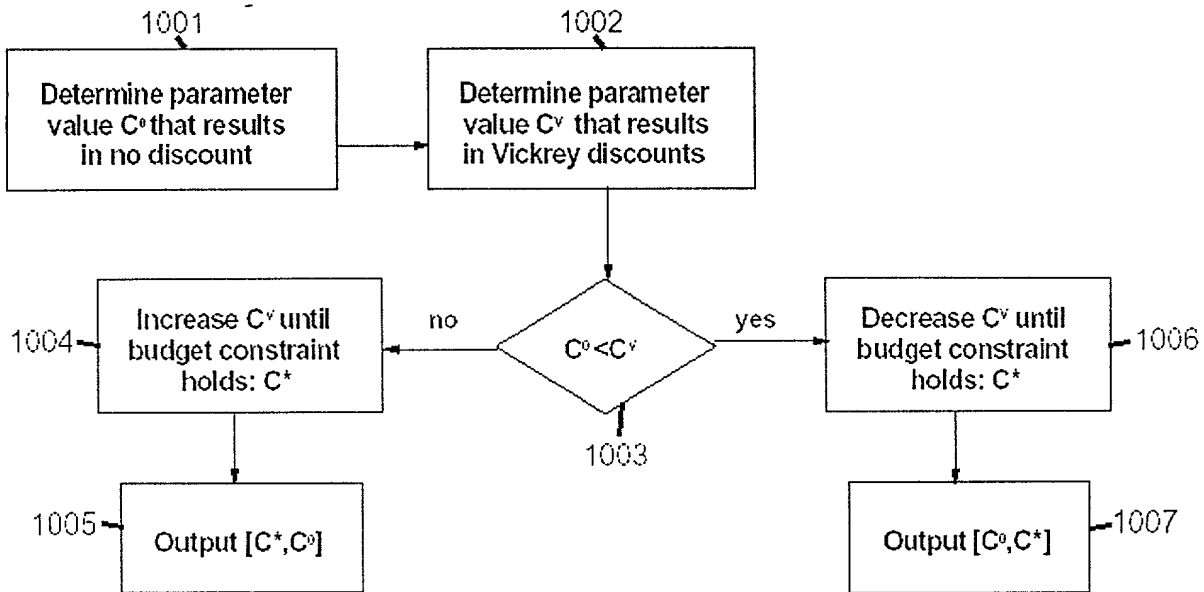 1001
1002
Determine parameter
value C⁰ that results
in no discount
Determine parameter
value Cᵛ that results
in Vickrey discounts
1004
Increase Cᵛ until
budget constraint
holds: C*
no
C⁰<Cᵛ
yes
Decrease Cᵛ until
budget constraint
holds: C*
1006
1003
1005
Output [C*,C⁰]
Output [C⁰,C*]
1007